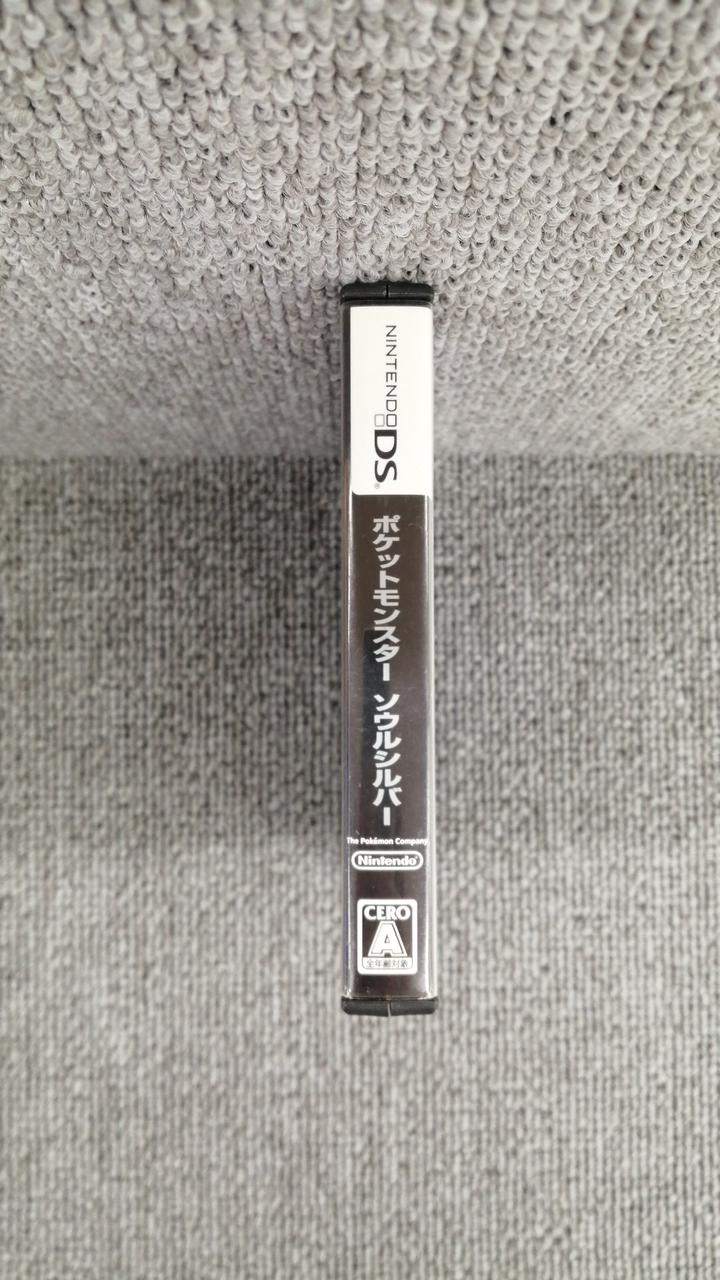 NINTENDO DS®
ポケットモンスター ソウルシルバー
The Pokémon Company
Nintendo®
CERO
A
全年齢対象